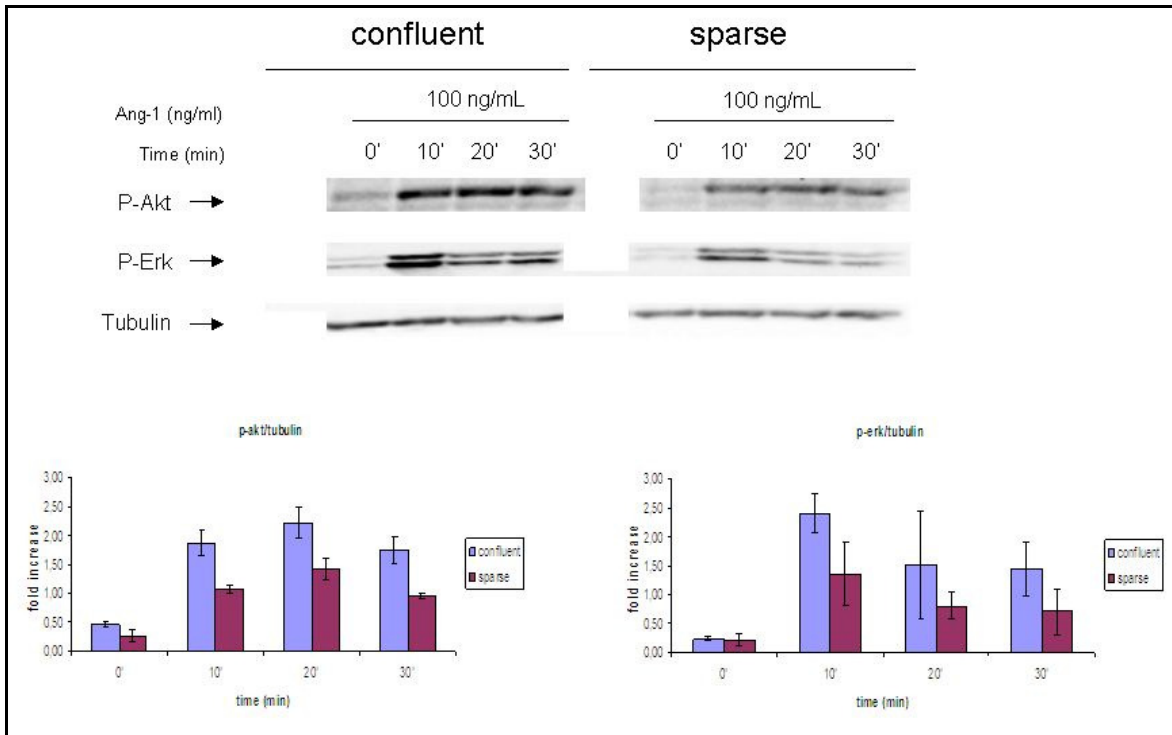 confluent sparse
Ang-1 (ng/ml) 100 ng/mL 100 ng/mL
Time (min) 0' 10' 20' 30' 0' 10' 20' 30'
P-Akt
P-Erk
Tubulin
p-akt/tubulin
fold increase
3.00
2.50
2.00
1.50
1.00
0.50
0.00
0' 10' 20' 30'
time (min)
confluent
sparse
p-erk/tubulin
fold increase
3.00
2.50
2.00
1.50
1.00
0.50
0.00
0' 10' 20' 30'
time (min)
confluent
sparse